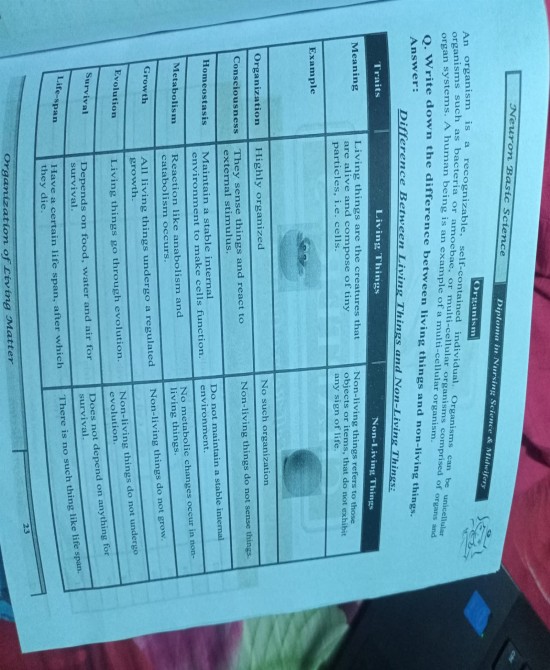 Neuron Basic Science
Diploma in Nursing Science & Midwifery
Organism
An organism is a recognizable, self-contained individual. Organisms can be unicellular
organisms such as bacteria or amoebae, or multi-cellular organisms comprised of organs and
organ systems. A human being is an example of a multi-cellular organism.
Q. Write down the difference between living things and non-living things.
Answer:
Difference Between Living Things and Non-Living Things:
Traits Living Things Non-Living Things
Meaning Living things are the creatures that Non-living things refers to those
are alive and compose of tiny objects or items, that do not exhibit
particles, i.e. cells. any sign of life.
Example
Organization Highly organized No such organization
Consciousness They sense things and react to Non-living things do not sense things.
external stimulus.
Homeostasis Maintain a stable internal Do not maintain a stable internal
environment to make cells function. environment.
Metabolism Reaction like anabolism and No metabolic changes occur in non-
catabolism occurs. living things.
Growth All living things undergo a regulated Non-living things do not grow.
growth.
Evolution Living things go through evolution. Non-living things do not undergo
evolution.
Survival Depends on food, water and air for Does not depend on anything for
survival. survival
Life-span Have a certain life span, after which There is no such thing like life span.
they die.
Organization of Living Matter
23